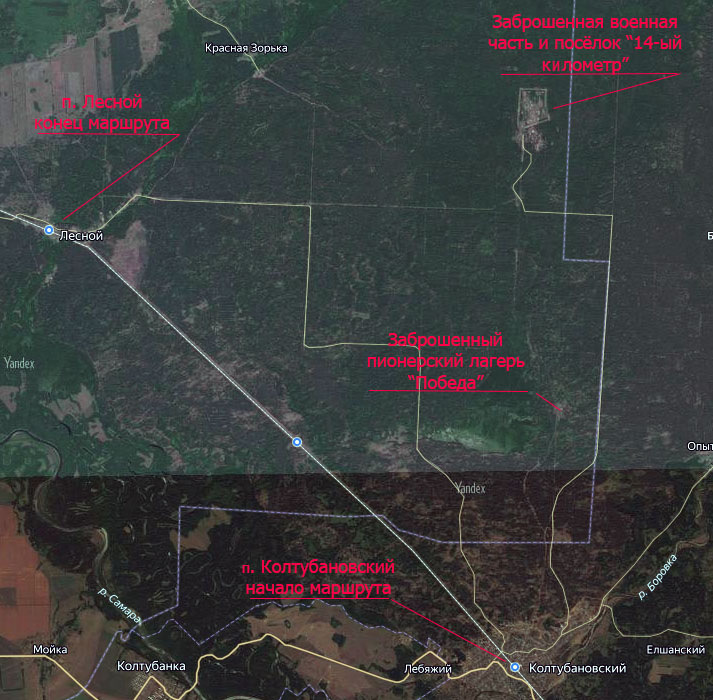 Заброшенная военная
часть и посёлок "14-ый
километр"
Красная Зорька
п. Лесной
конец маршрута
Лесной
Б
Заброшенный
пионерский лагерь
"Победа"
Yandex
Опыт
Yandex
п. Колтубановский
начало маршрута
р. Боровка
р. Самара
Мойка
Колтубанка
Лебяжий
Колтубановский
Елшанский